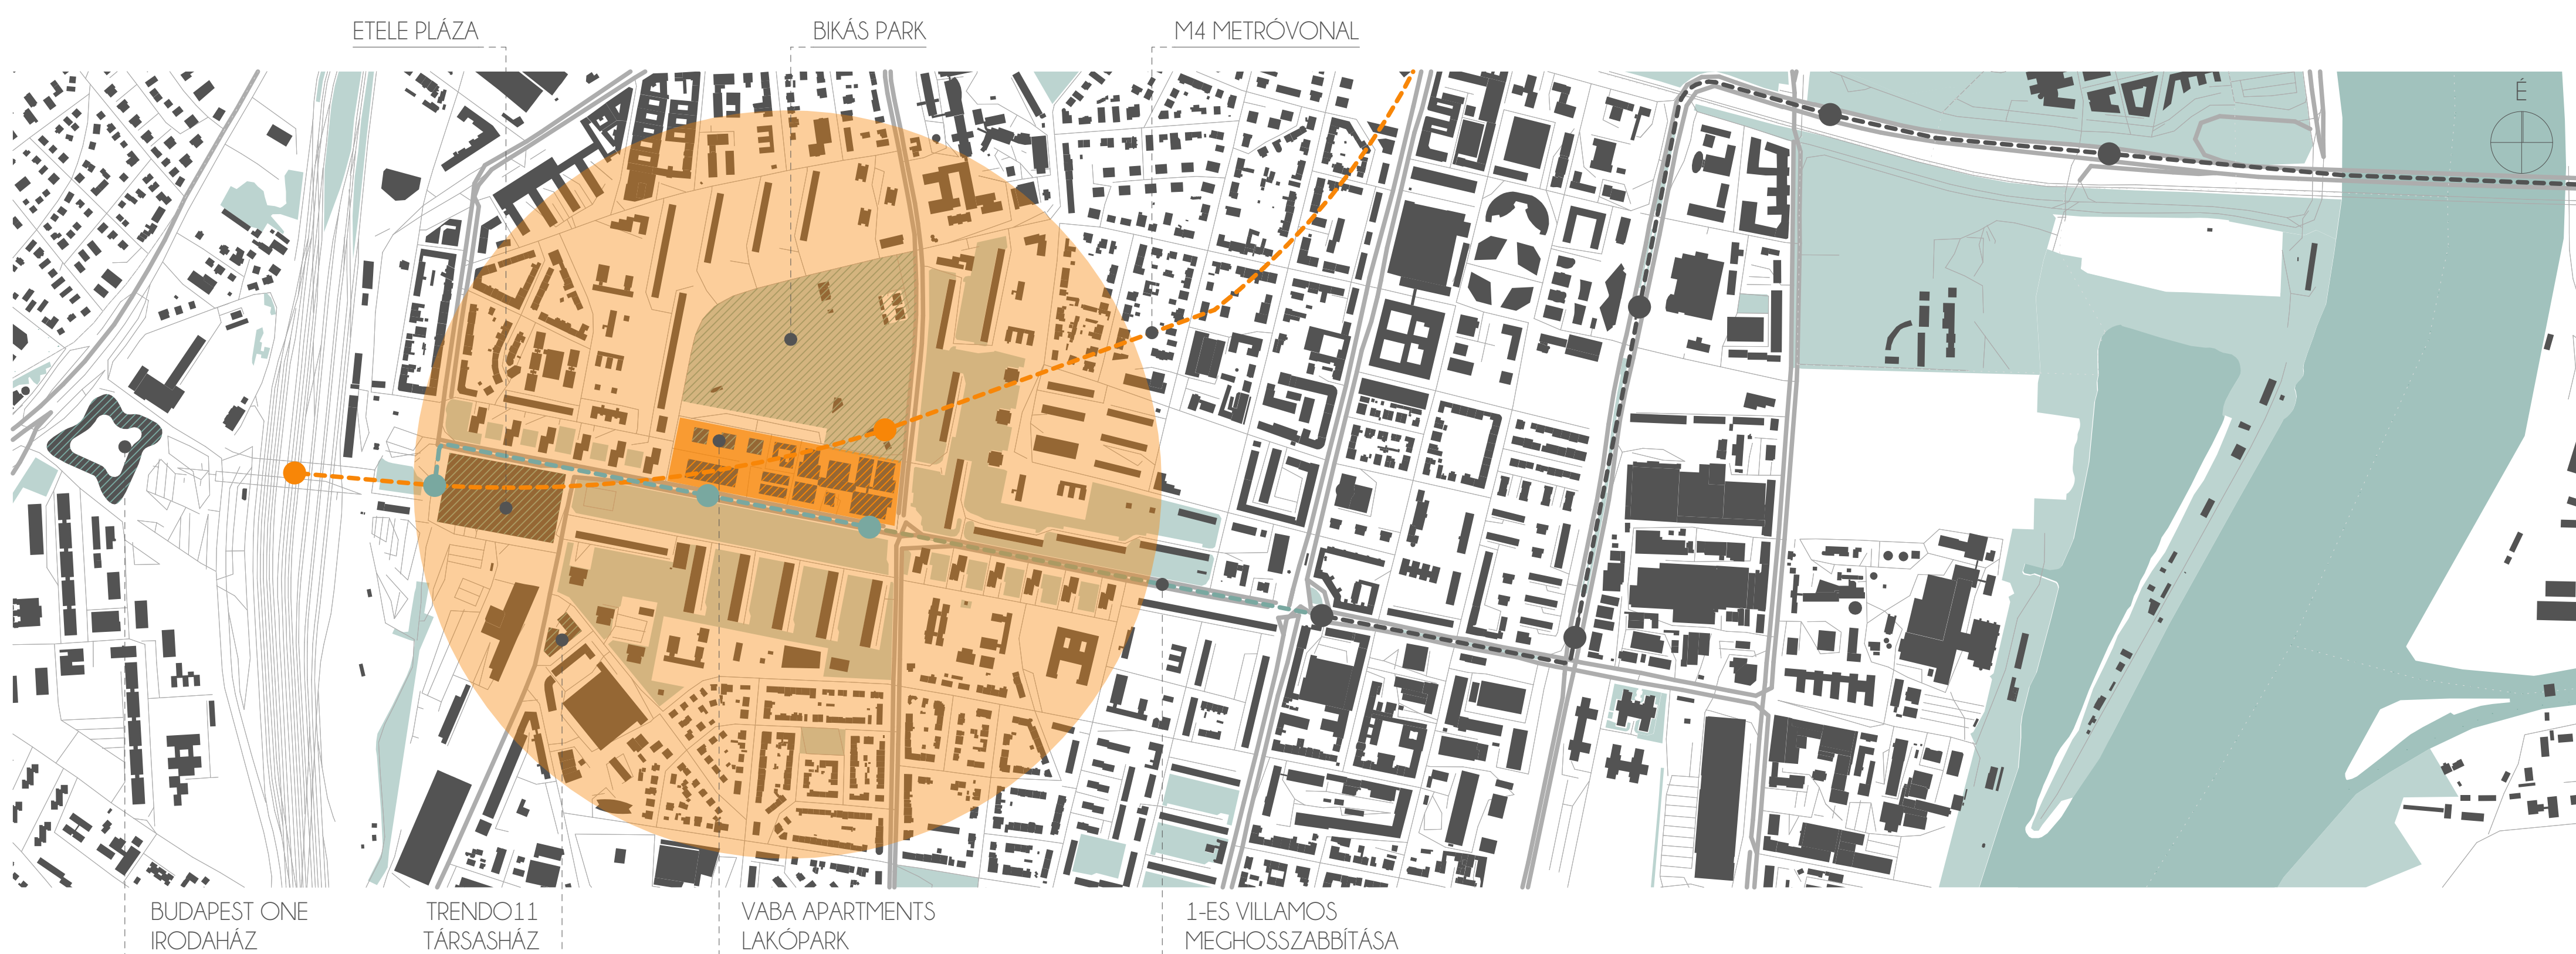 ETELE PLÁZA
BIKÁS PARK
M4 METRÓVONAL
É
BUDAPEST ONE
IRODAHÁZ
TRENDO11
TÁRSASHÁZ
VABA APARTMENTS
LAKÓPARK
1-ES VILLAMOS
MEGHOSSZABBÍTÁSA